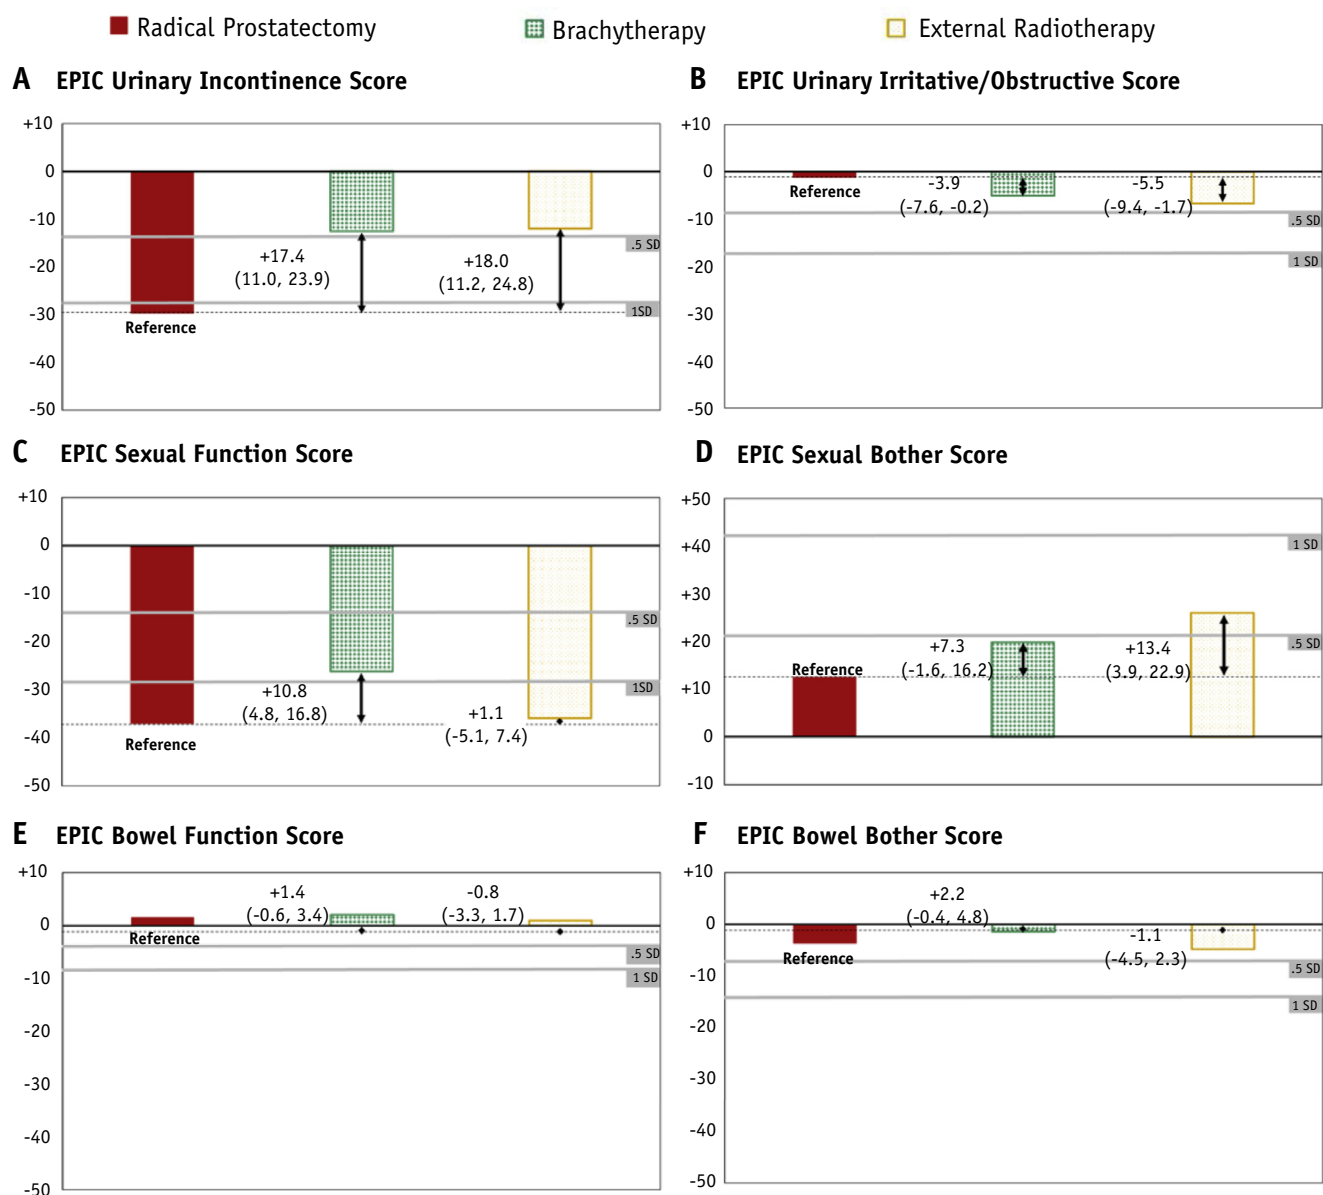 Radical Prostatectomy
Brachytherapy
External Radiotherapy
A EPIC Urinary Incontinence Score
+10
0
-10
-20
-30
-40
-50
+17.4
(11.0, 23.9)
+18.0
(11.2, 24.8)
.5 SD
1SD
Reference
B EPIC Urinary Irritative/Obstructive Score
+10
0
-10
-20
-30
-40
-50
Reference
-3.9
(-7.6, -0.2)
-5.5
(-9.4, -1.7)
.5 SD
1 SD
C EPIC Sexual Function Score
+10
0
-10
-20
-30
-40
-50
.5 SD
1SD
+10.8
(4.8, 16.8)
+1.1
(-5.1, 7.4)
Reference
D EPIC Sexual Bother Score
+50
+40
+30
+20
+10
0
-10
1 SD
.5 SD
Reference
+7.3
(-1.6, 16.2)
+13.4
(3.9, 22.9)
E EPIC Bowel Function Score
+10
0
-10
-20
-30
-40
-50
+1.4
(-0.6, 3.4)
-0.8
(-3.3, 1.7)
Reference
.5 SD
1 SD
F EPIC Bowel Bother Score
+10
0
-10
-20
-30
-40
-50
+2.2
(-0.4, 4.8)
-1.1
(-4.5, 2.3)
Reference
.5 SD
1 SD